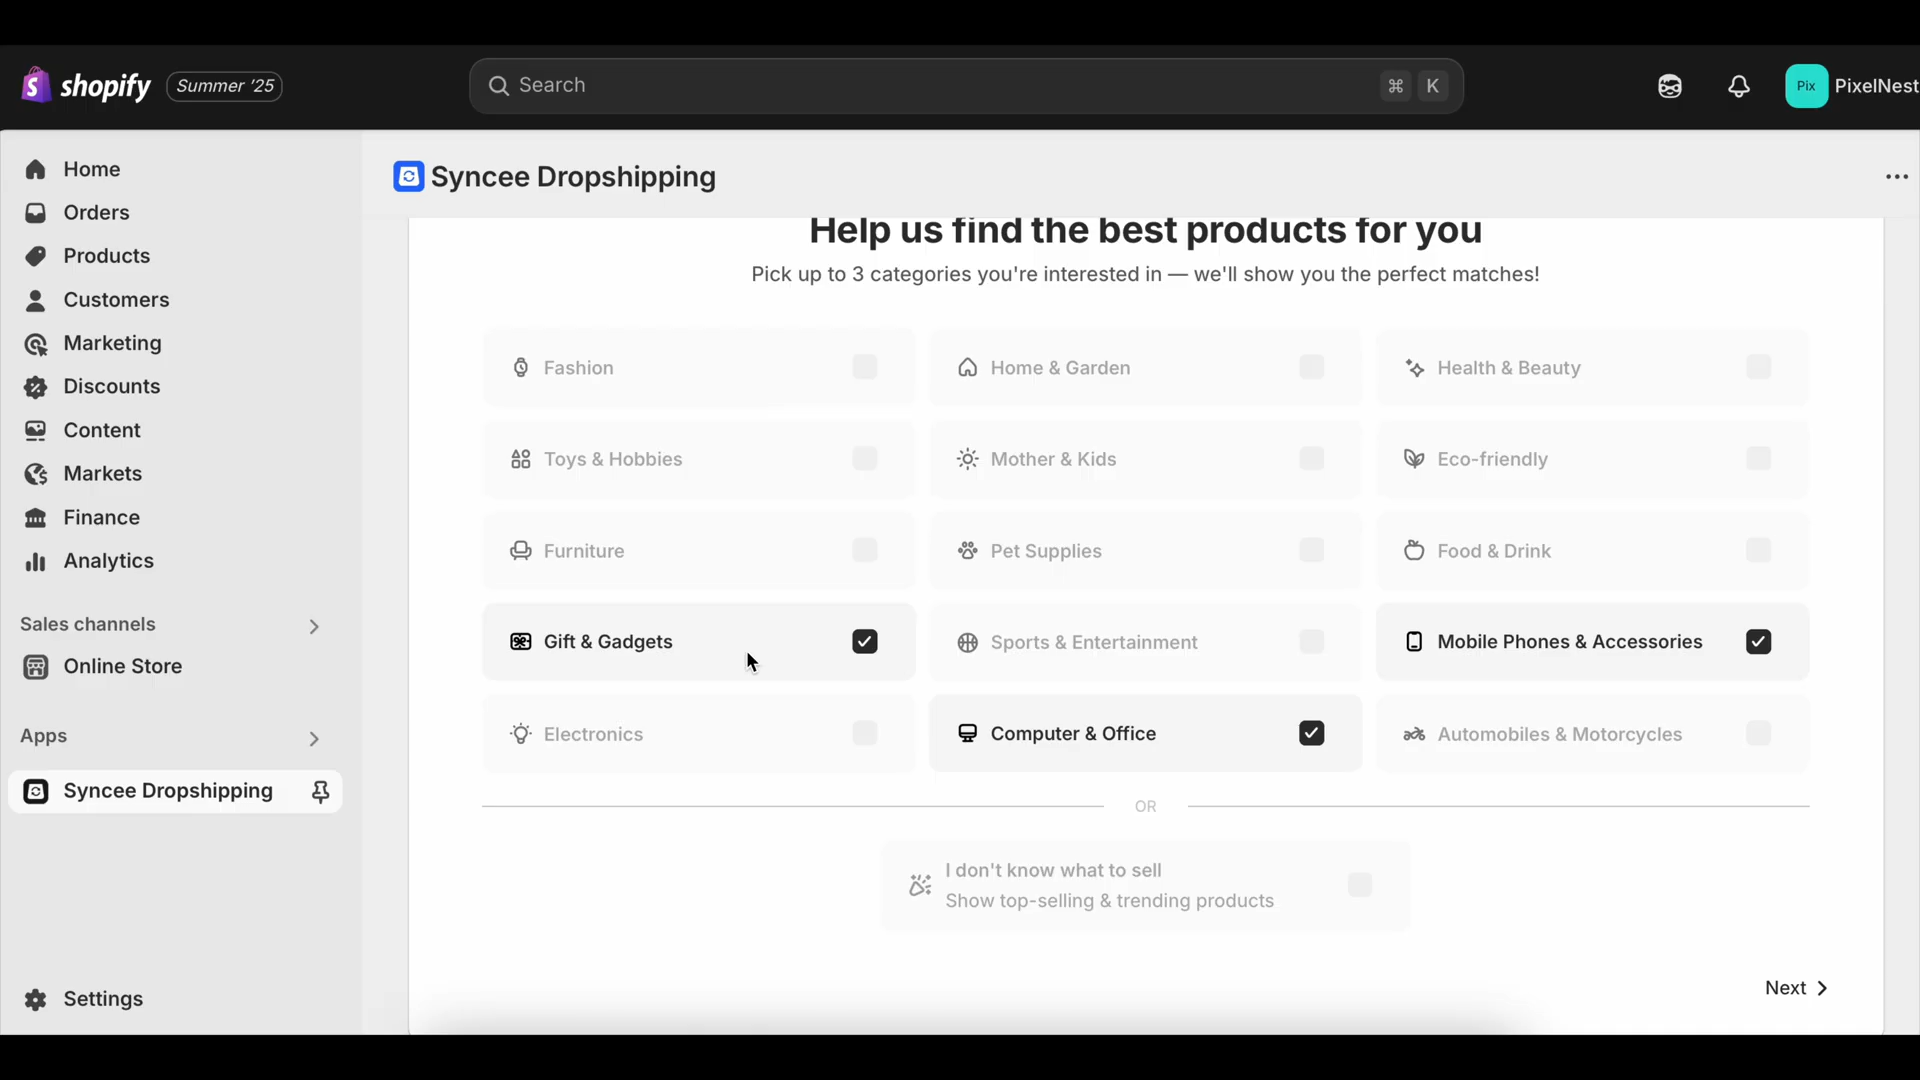 shopify
Summer '25
Search
⌘ K
Pix
PixelNest
Home
Orders
Products
Customers
Marketing
Discounts
Content
Markets
Finance
Analytics
Sales channels
Online Store
Apps
Syncee Dropshipping
Settings
Syncee Dropshipping
Help us find the best products for you
Pick up to 3 categories you're interested in — we'll show you the perfect matches!
Fashion
Home & Garden
Health & Beauty
Toys & Hobbies
Mother & Kids
Eco-friendly
Furniture
Pet Supplies
Food & Drink
Gift & Gadgets
Sports & Entertainment
Mobile Phones & Accessories
Electronics
Computer & Office
Automobiles & Motorcycles
OR
I don't know what to sell
Show top-selling & trending products
Next